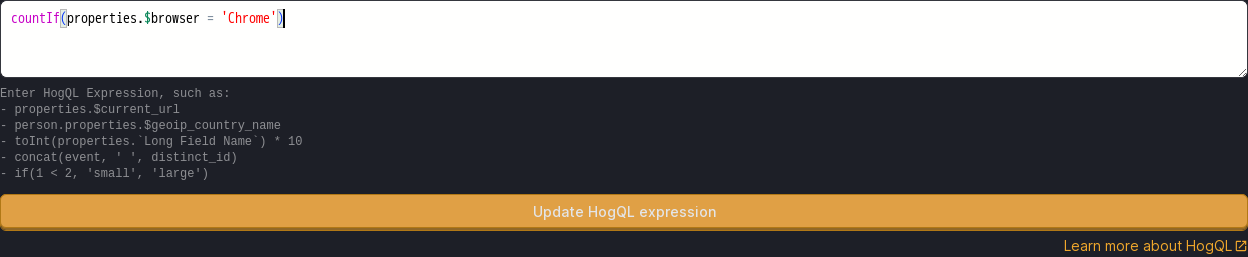 countIf(properties.$browser = 'Chrome')
Enter HogQL Expression, such as:
- properties.$current_url
- person.properties.$geoip_country_name
- toInt(properties.`Long Field Name`) * 10
- concat(event, ' ', distinct_id)
- if(1 < 2, 'small', 'large')
Update HogQL expression
Learn more about HogQL